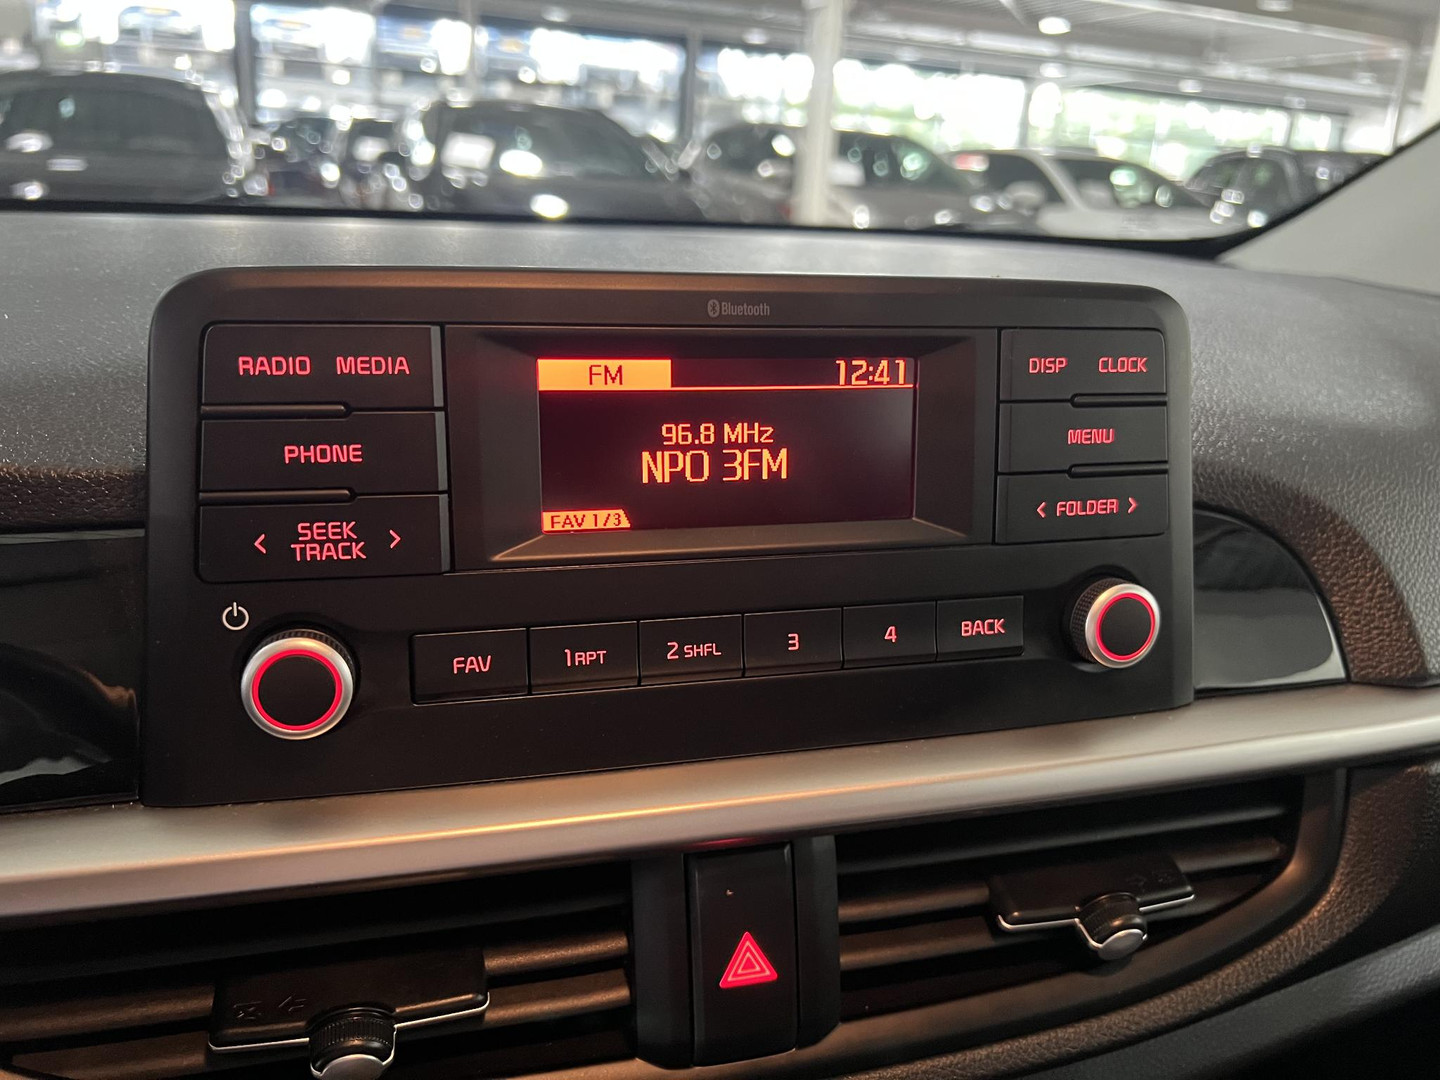 Bluetooth
RADIO MEDIA
PHONE
< SEEK TRACK >
FM 12:41
96.8 MHz
NPO 3FM
FAV 1/3
DISP CLOCK
MENU
< FOLDER >
FAV 1 RPT 2 SHFL 3 4 BACK